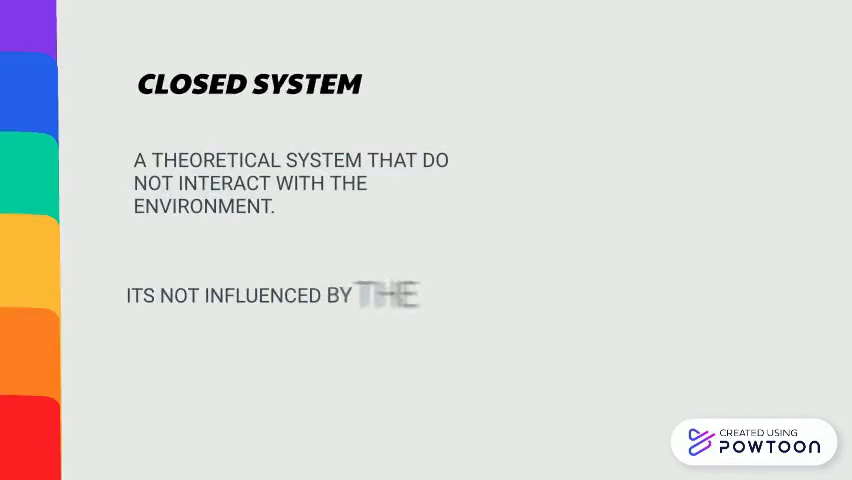 CLOSED SYSTEM
A THEORETICAL SYSTEM THAT DO
NOT INTERACT WITH THE
ENVIRONMENT.
ITS NOT INFLUENCED BY THE
CREATED USING
POWTOON